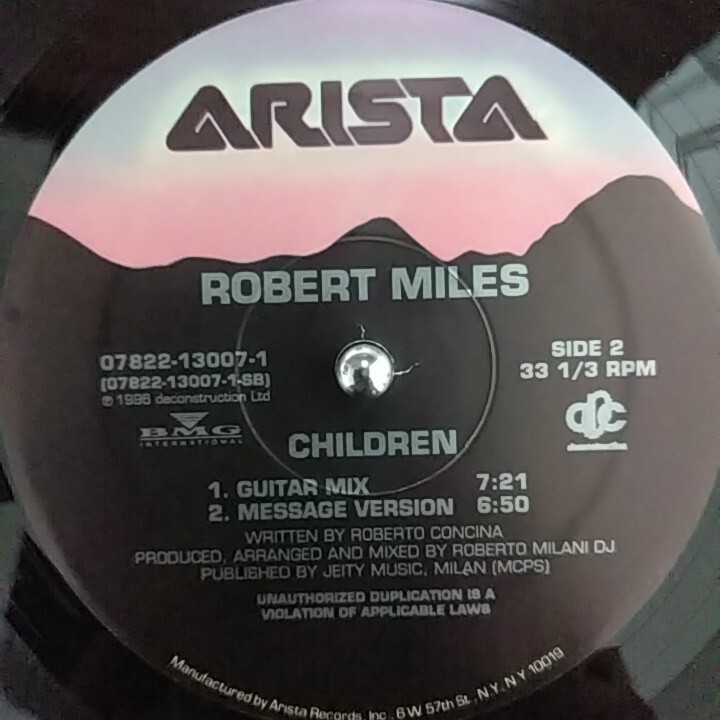 ARISTA
ROBERT MILES
07822-13007-1
(07822-13007-1-SB)
℗ 1996 deconstruction Ltd
BMG
INTERNATIONAL
SIDE 2
33 1/3 RPM
deconstruction
CHILDREN
1. GUITAR MIX 7:21
2. MESSAGE VERSION 6:50
WRITTEN BY ROBERTO CONCINA
PRODUCED, ARRANGED AND MIXED BY ROBERTO MILANI DJ
PUBLISHED BY JEITY MUSIC, MILAN (MCPS)
UNAUTHORIZED DUPLICATION IS A
VIOLATION OF APPLICABLE LAWS
Manufactured by Arista Records, Inc., 6 W 57th St., N.Y., N.Y. 10019